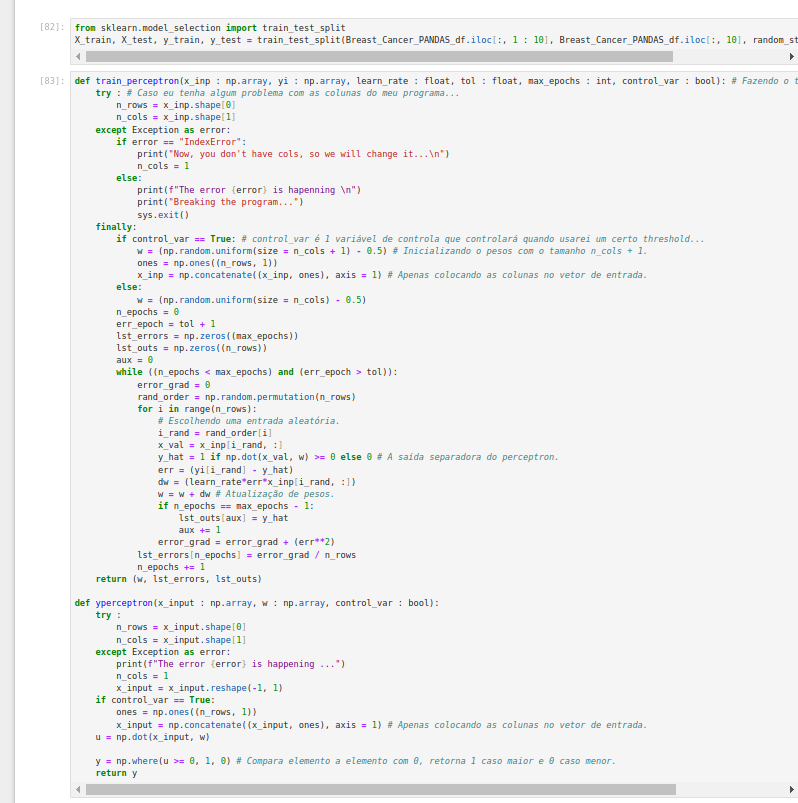 [82]: from sklearn.model_selection import train_test_split
X_train, X_test, y_train, y_test = train_test_split(Breast_Cancer_PANDAS_df.iloc[:, 1 : 10], Breast_Cancer_PANDAS_df.iloc[:, 10], random_st
[83]: def train_perceptron(x_inp : np.array, yi : np.array, learn_rate : float, tol : float, max_epochs : int, control_var : bool): # Fazendo o t
    try : # Caso eu tenha algum problema com as colunas do meu programa...
        n_rows = x_inp.shape[0]
        n_cols = x_inp.shape[1]
    except Exception as error:
        if error == "IndexError":
            print("Now, you don't have cols, so we will change it...\n")
            n_cols = 1
        else:
            print(f"The error {error} is hapenning \n")
            print("Breaking the program...")
            sys.exit()
    finally:
        if control_var == True: # control_var é 1 variável de controla que controlará quando usarei um certo threshold...
            w = (np.random.uniform(size = n_cols + 1) - 0.5) # Inicializando o pesos com o tamanho n_cols + 1.
            ones = np.ones((n_rows, 1))
            x_inp = np.concatenate((x_inp, ones), axis = 1) # Apenas colocando as colunas no vetor de entrada.
        else:
            w = (np.random.uniform(size = n_cols) - 0.5)
        n_epochs = 0
        err_epoch = tol + 1
        lst_errors = np.zeros((max_epochs))
        lst_outs = np.zeros((n_rows))
        aux = 0
        while ((n_epochs < max_epochs) and (err_epoch > tol)):
            error_grad = 0
            rand_order = np.random.permutation(n_rows)
            for i in range(n_rows):
                # Escolhendo uma entrada aleatória.
                i_rand = rand_order[i]
                x_val = x_inp[i_rand, :]
                y_hat = 1 if np.dot(x_val, w) >= 0 else 0 # A saida separadora do perceptron.
                err = (yi[i_rand] - y_hat)
                dw = (learn_rate*err*x_inp[i_rand, :])
                w = w + dw # Atualização de pesos.
                if n_epochs == max_epochs - 1:
                    lst_outs[aux] = y_hat
                    aux += 1
                error_grad = error_grad + (err**2)
            lst_errors[n_epochs] = error_grad / n_rows
            n_epochs += 1
    return (w, lst_errors, lst_outs)
def yperceptron(x_input : np.array, w : np.array, control_var : bool):
    try :
        n_rows = x_input.shape[0]
        n_cols = x_input.shape[1]
    except Exception as error:
        print(f"The error {error} is happening ...")
        n_cols = 1
        x_input = x_input.reshape(-1, 1)
    if control_var == True:
        ones = np.ones((n_rows, 1))
        x_input = np.concatenate((x_input, ones), axis = 1) # Apenas colocando as colunas no vetor de entrada.
    u = np.dot(x_input, w)
    y = np.where(u >= 0, 1, 0) # Compara elemento a elemento com 0, retorna 1 caso maior e 0 caso menor.
    return y